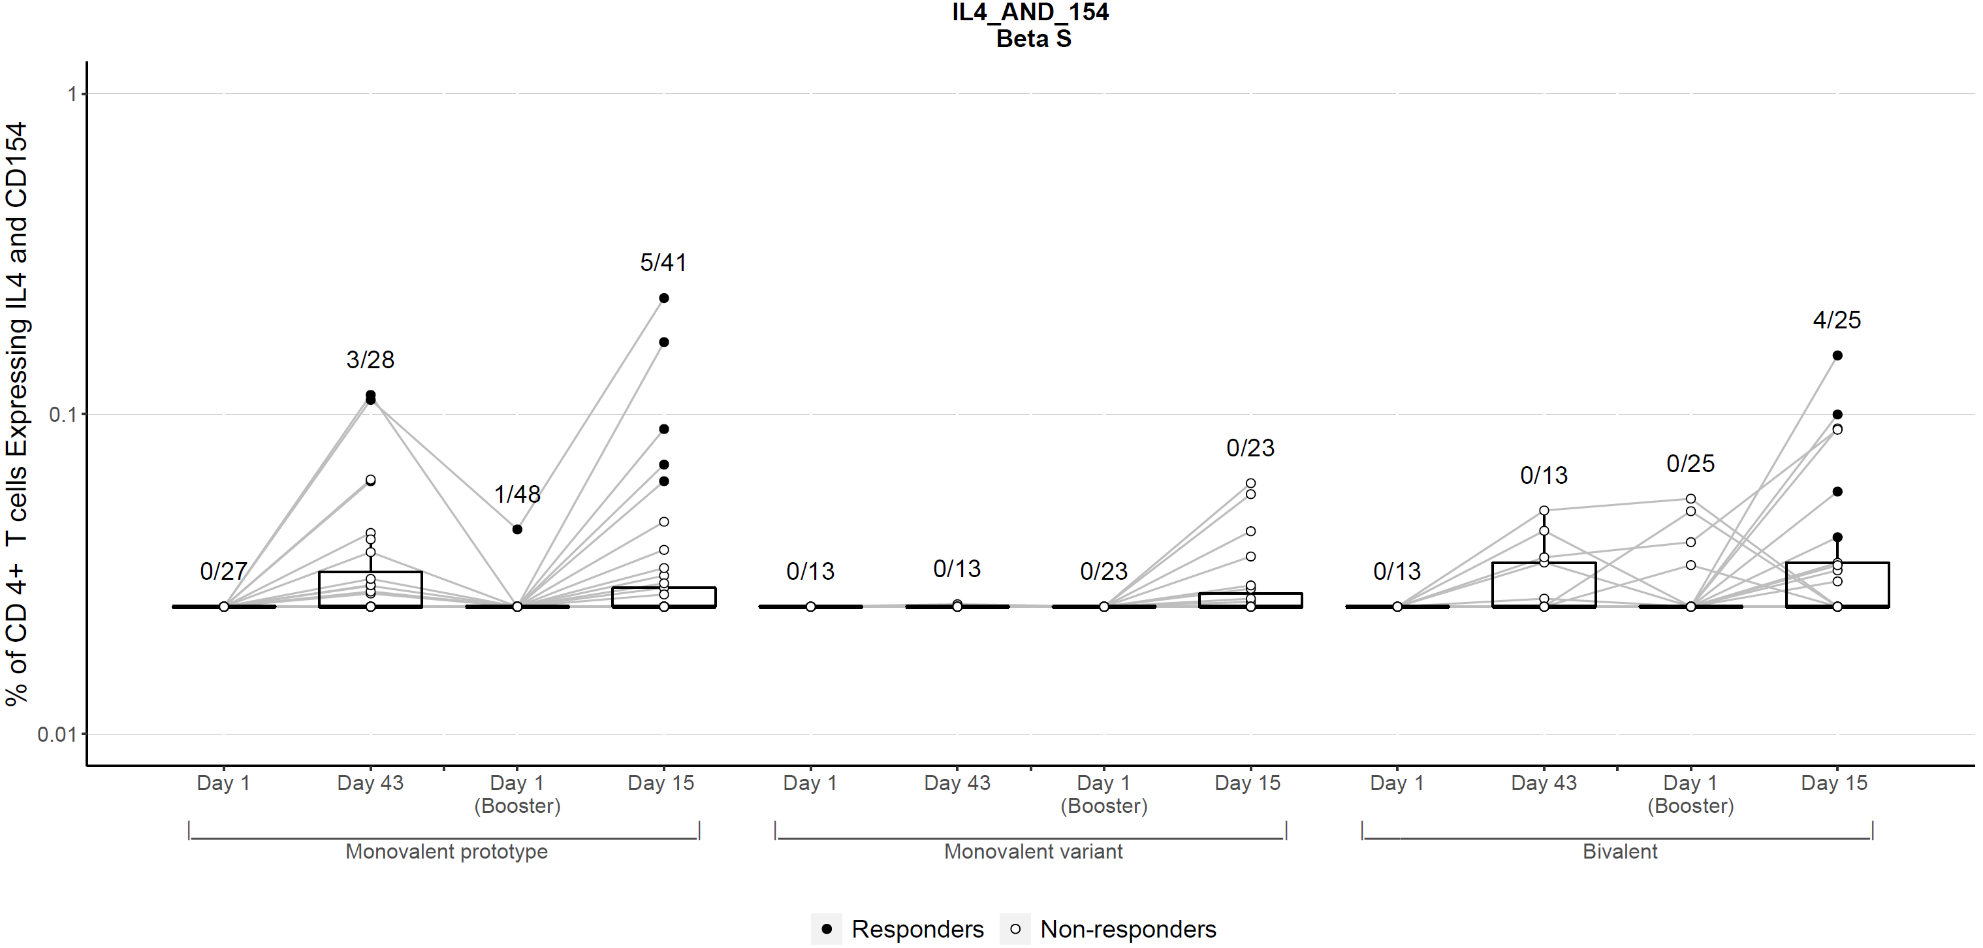 IL4_AND_154
Beta S
% of CD 4+  T cells Expressing IL4 and CD154
1
0.1
0.01
0/27
3/28
1/48
5/41
0/13
0/13
0/23
0/23
0/13
0/13
0/25
4/25
Day 1
Day 43
Day 1
(Booster)
Day 15
Day 1
Day 43
Day 1
(Booster)
Day 15
Day 1
Day 43
Day 1
(Booster)
Day 15
Monovalent prototype
Monovalent variant
Bivalent
Responders
Non-responders